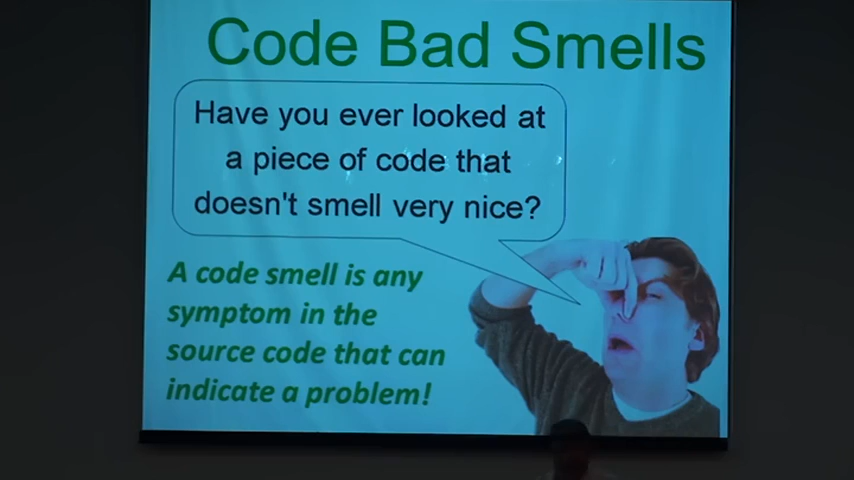 Code Bad Smells
Have you ever looked at
a piece of code that
doesn't smell very nice?
A code smell is any
symptom in the
source code that can
indicate a problem!